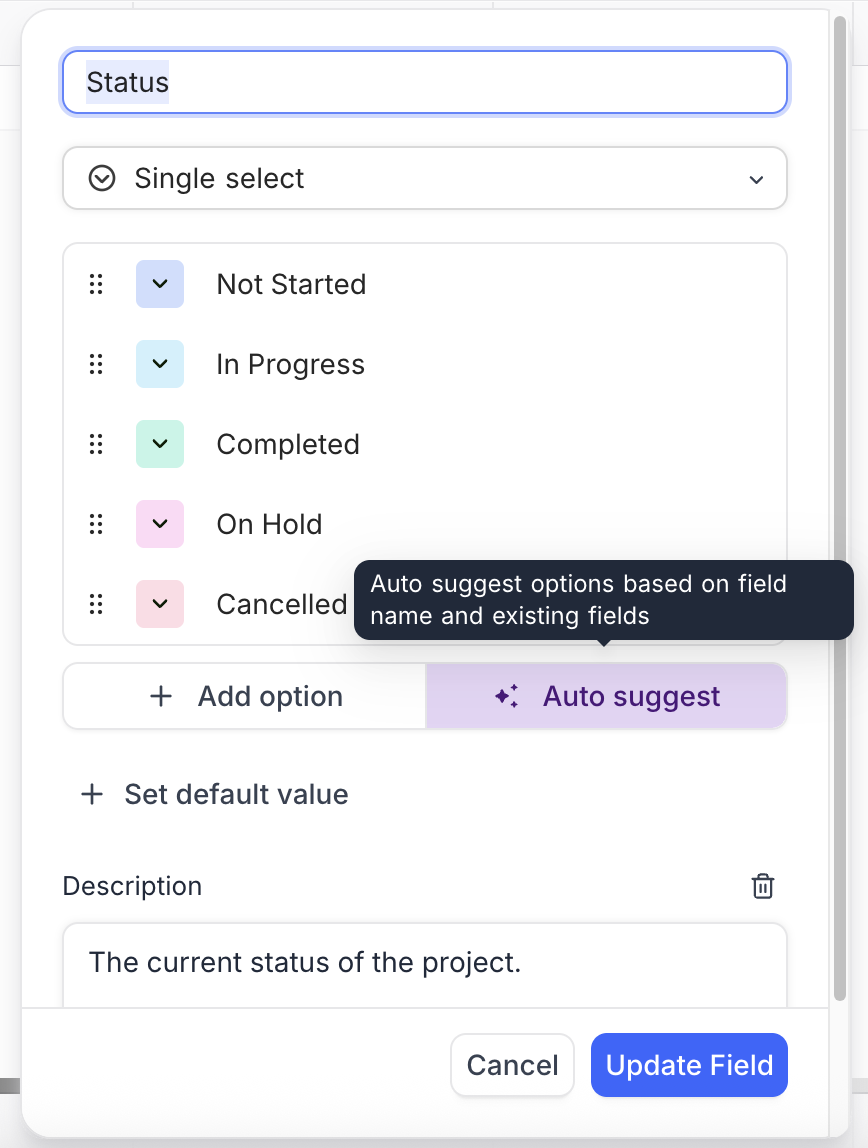 Status
Single select
Not Started
In Progress
Completed
On Hold
Cancelled
Auto suggest options based on field
name and existing fields
Add option
Auto suggest
Set default value
Description
The current status of the project.
Cancel
Update Field